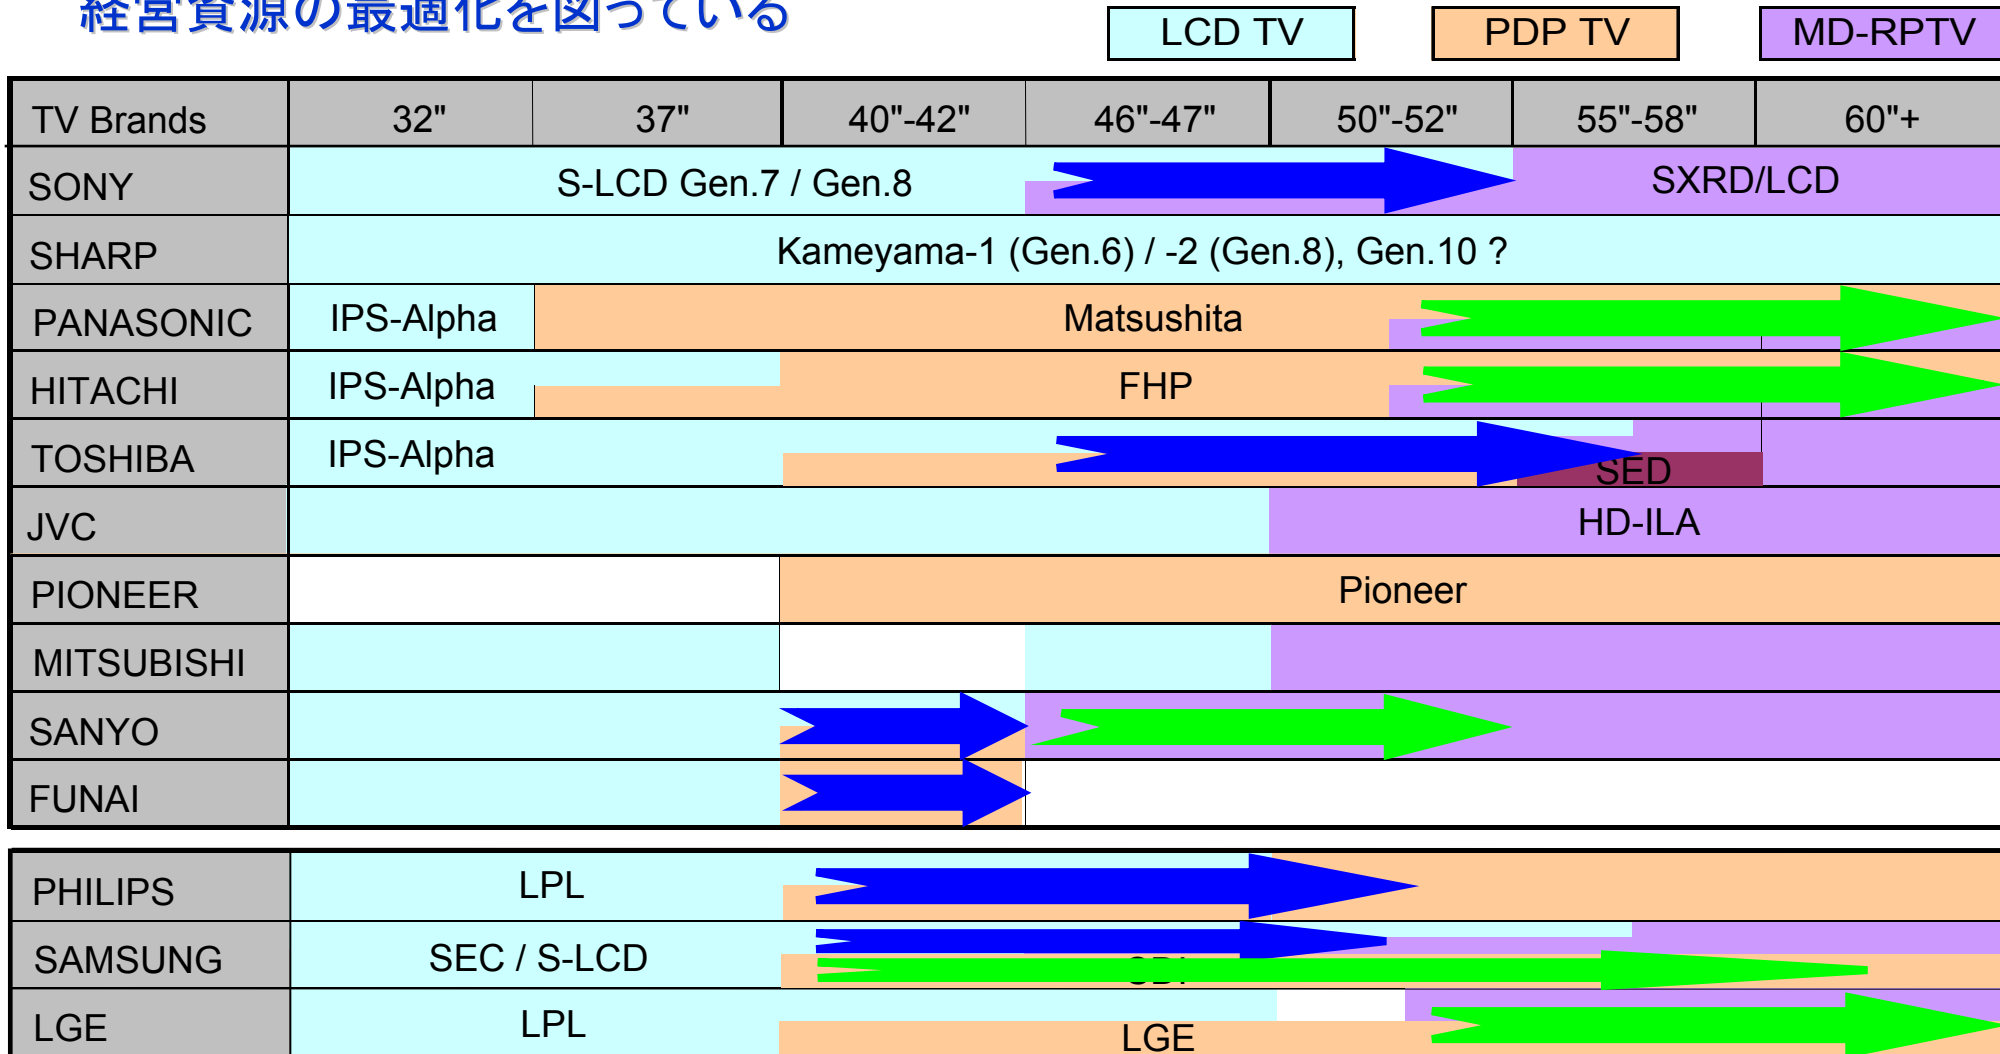 経営資源の最適化を図っている
LCD TV PDP TV MD-RPTV
TV Brands 32" 37" 40"-42" 46"-47" 50"-52" 55"-58" 60"+
SONY S-LCD Gen.7 / Gen.8 SXRD/LCD
SHARP Kameyama-1 (Gen.6) / -2 (Gen.8), Gen.10 ?
PANASONIC IPS-Alpha Matsushita
HITACHI IPS-Alpha FHP
TOSHIBA IPS-Alpha SED
JVC HD-ILA
PIONEER Pioneer
MITSUBISHI
SANYO
FUNAI
PHILIPS LPL
SAMSUNG SEC / S-LCD
LGE LPL LGE